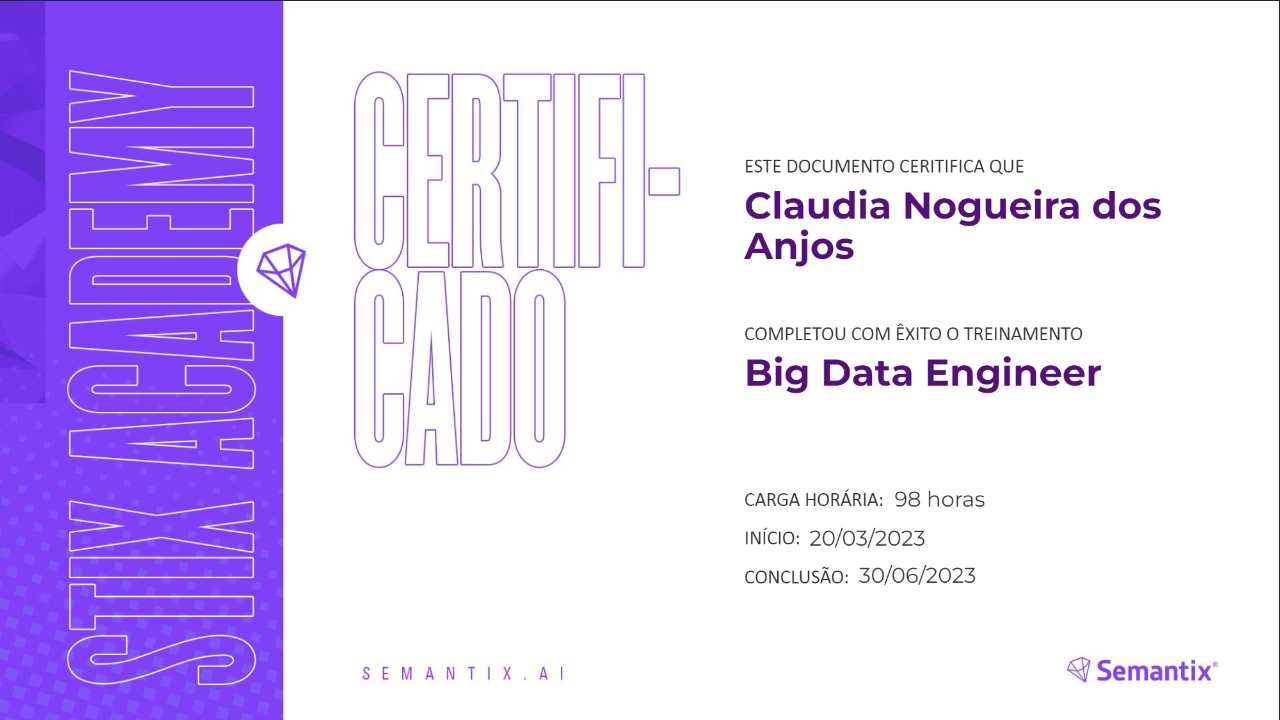 STIX ACADEMY
CERTIFI-
CADO
ESTE DOCUMENTO CERITIFICA QUE
Claudia Nogueira dos
Anjos
COMPLETOU COM ÊXITO O TREINAMENTO
Big Data Engineer
CARGA HORÁRIA: 98 horas
INÍCIO: 20/03/2023
CONCLUSÃO: 30/06/2023
SEMANTIX.AI
Semantix®